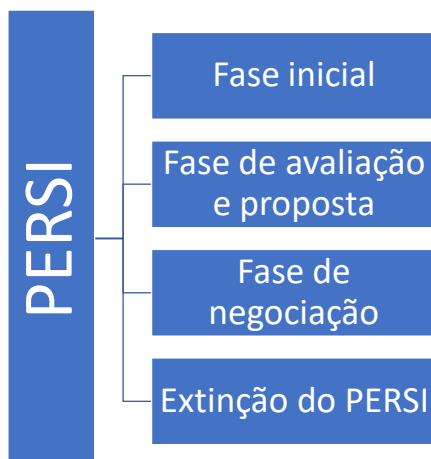 PERSI
Fase inicial
Fase de avaliação
e proposta
Fase de
negociação
Extinção do PERSI